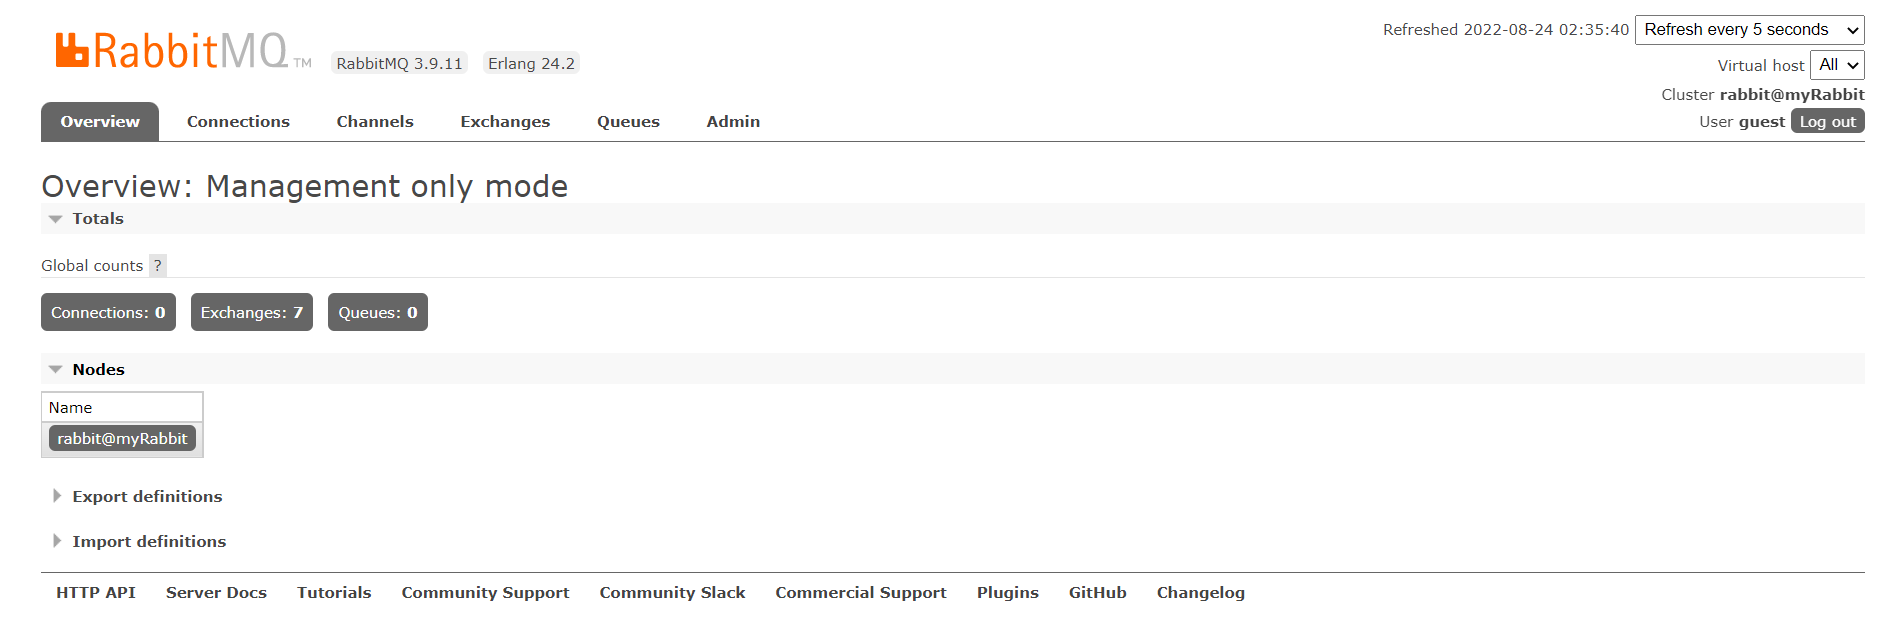 Refreshed 2022-08-24 02:35:40 Refresh every 5 seconds
RabbitMQ TM RabbitMQ 3.9.11 Erlang 24.2
Virtual host All
Cluster rabbit@myRabbit
Overview Connections Channels Exchanges Queues Admin
User guest Log out
Overview: Management only mode
Totals
Global counts ?
Connections: 0 Exchanges: 7 Queues: 0
Nodes
Name
rabbit@myRabbit
Export definitions
Import definitions
HTTP API Server Docs Tutorials Community Support Community Slack Commercial Support Plugins GitHub Changelog